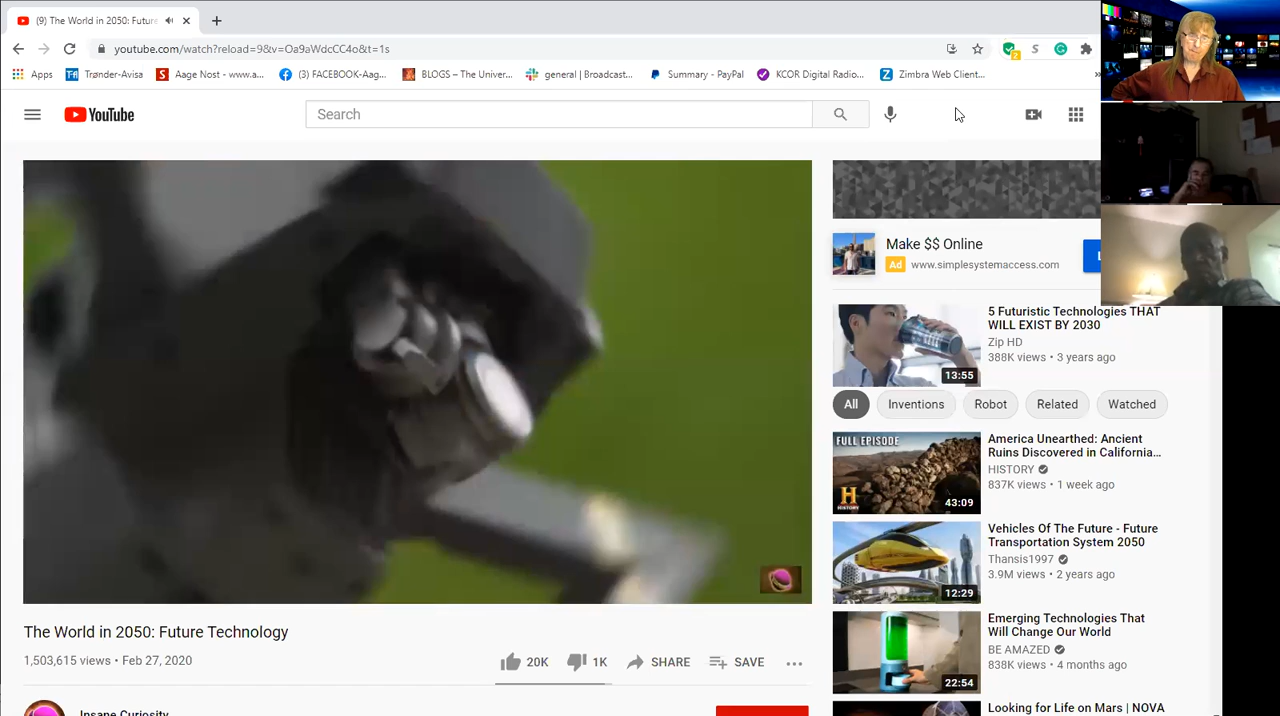 (9) The World in 2050: Future
youtube.com/watch?reload=9&v=Oa9aWdcCC4o&t=1s
Apps
Trønder-Avisa
Aage Nost - www.a...
(3) FACEBOOK, Aag...
BLOGS – The Univer...
General | Broadcast...
Summary - PayPal
KCOR Digital Radio...
Zimbra Web Client...
»
2
YouTube
Search
Make $$ Online
Ad www.simplesystemaccess.com
5 Futuristic Technologies THAT
WILL EXIST BY 2030
Zip HD
388K views • 3 years ago
13:55
All
Inventions
Robot
Related
Watched
FULL EPISODE
H
HISTORY
43:09
America Unearthed: Ancient
Ruins Discovered in California...
HISTORY
837K views • 1 week ago
Vehicles Of The Future - Future
Transportation System 2050
Thansis1997
3.9M views • 2 years ago
12:29
Emerging Technologies That
Will Change Our World
BE AMAZED
838K views • 4 months ago
22:54
Looking for Life on Mars | NOVA
The World in 2050: Future Technology
1,503,615 views • Feb 27, 2020
20K
1K
SHARE
SAVE
Insane Curiosity